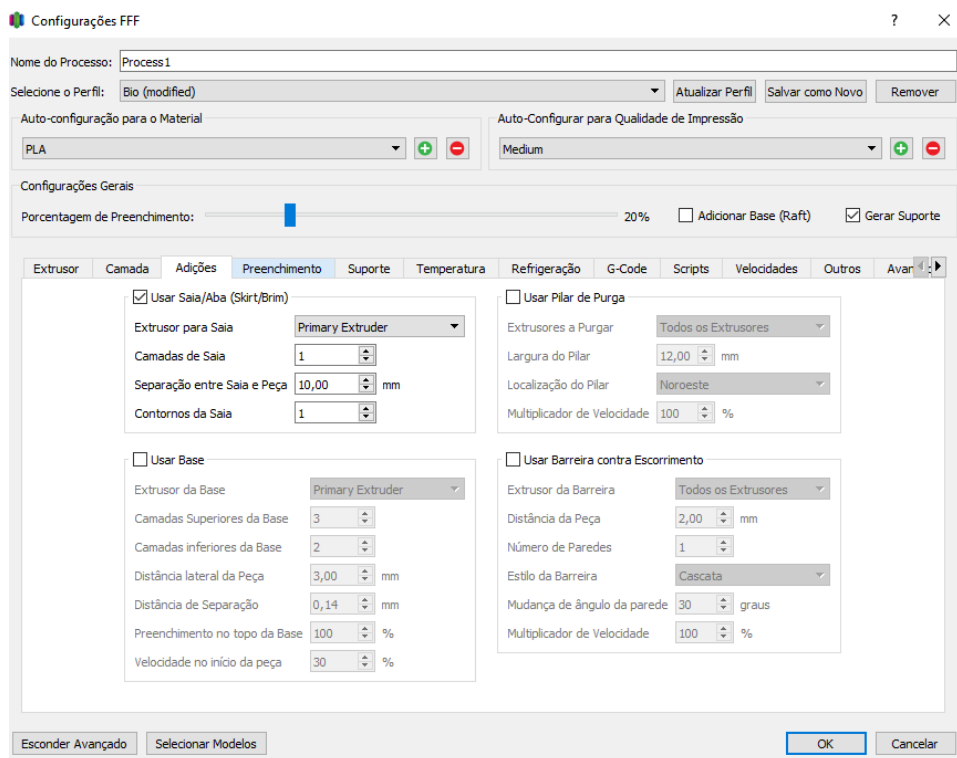 Configurações FFF
Nome do Processo: Process1
Selecione o Perfil: Bio (modified) Atualizar Perfil Salvar como Novo Remover
Auto-configuração para o Material
PLA
Auto-Configurar para Qualidade de Impressão
Medium
Configurações Gerais
Porcentagem de Preenchimento: 20% Adicionar Base (Raft) Gerar Suporte
Extrusor Camada Adições Preenchimento Suporte Temperatura Refrigeração G-Code Scripts Velocidades Outros
Usar Saia/Aba (Skirt/Brim)
Extrusor para Saia Primary Extruder
Camadas de Saia 1
Separação entre Saia e Peça 10,00 mm
Contornos da Saia 1
Usar Pilar de Purga
Extrusores a Purgar Todos os Extrusores
Largura do Pilar 12,00 mm
Localização do Pilar Noroeste
Multiplicador de Velocidade 100 %
Usar Base
Extrusor da Base Primary Extruder
Camadas Superiores da Base 3
Camadas inferiores da Base 2
Distância lateral da Peça 3,00 mm
Distância de Separação 0,14 mm
Preenchimento no topo da Base 100 %
Velocidade no início da peça 30 %
Usar Barreira contra Escorrimento
Extrusor da Barreira Todos os Extrusores
Distância da Peça 2,00 mm
Número de Paredes 1
Estilo da Barreira Cascata
Mudança de ângulo da parede 30 graus
Multiplicador de Velocidade 100 %
Esconder Avançado Selecionar Modelos OK Cancelar